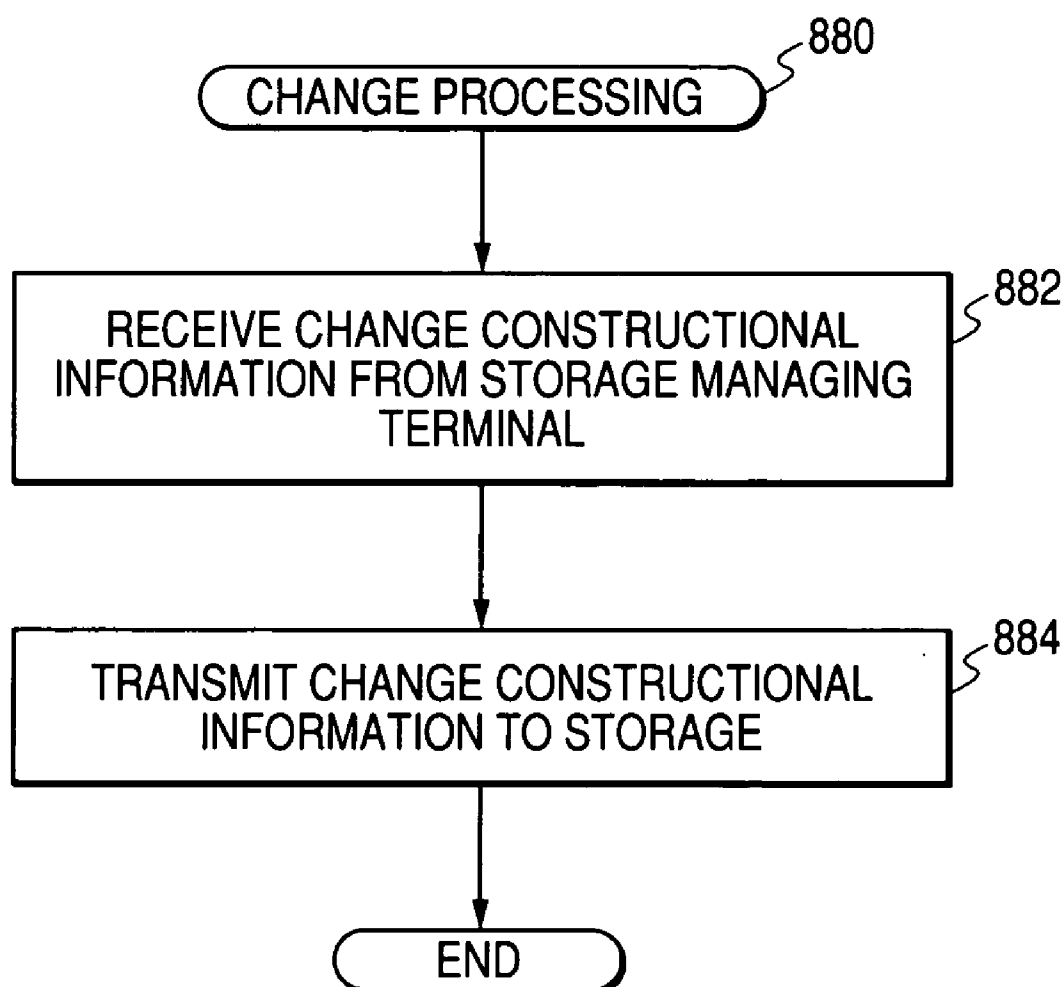 880
CHANGE PROCESSING
882
RECEIVE CHANGE CONSTRUCTIONAL
INFORMATION FROM STORAGE MANAGING
TERMINAL
884
TRANSMIT CHANGE CONSTRUCTIONAL
INFORMATION TO STORAGE
END